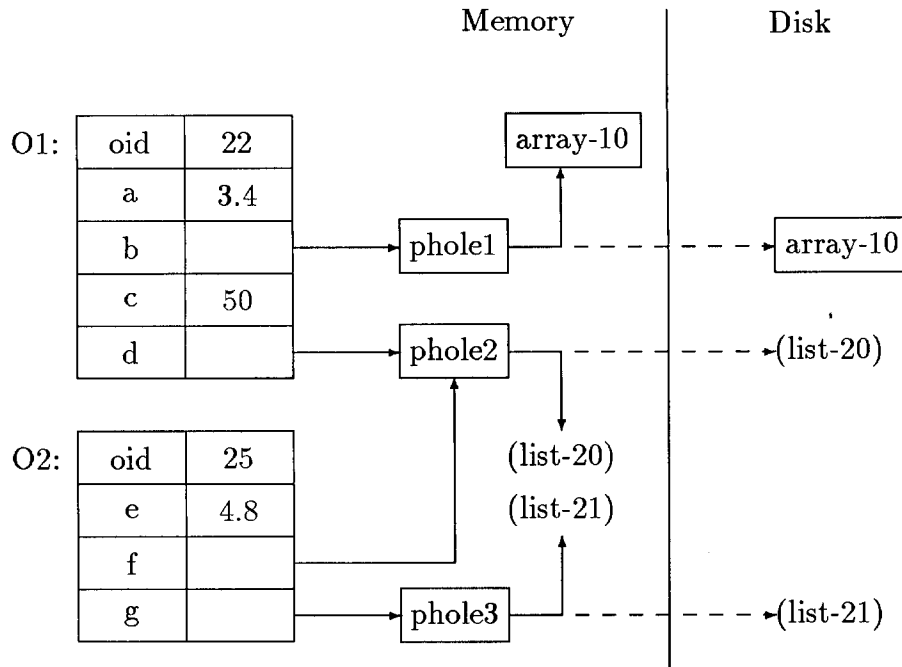 Memory Disk
O1: oid 22 array-10
a 3.4
b phole1 array-10
c 50
d phole2 (list-20)
O2: oid 25 (list-20)
e 4.8 (list-21)
f
g phole3 (list-21)